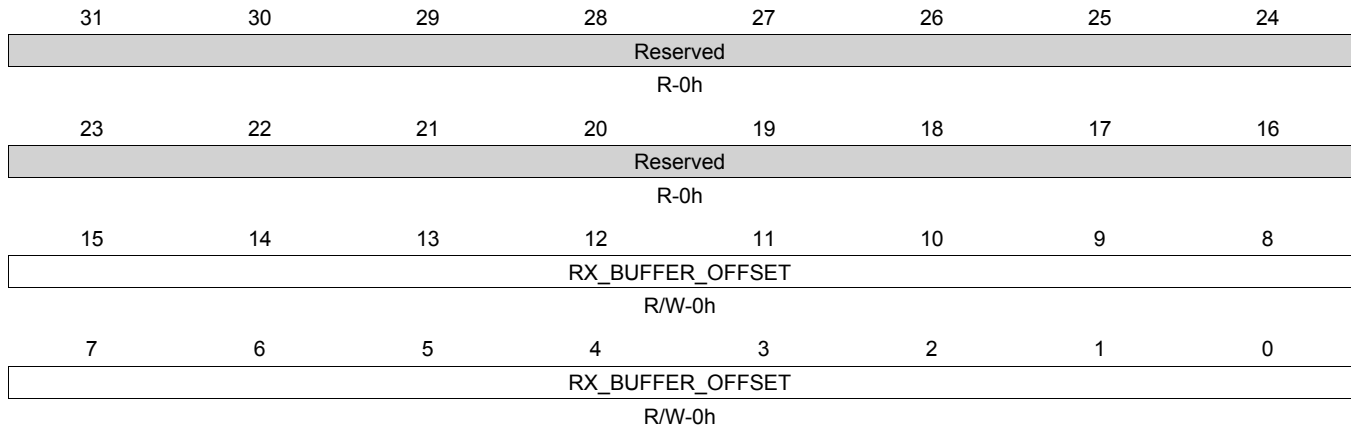 31 30 29 28 27 26 25 24
Reserved
R-0h
23 22 21 20 19 18 17 16
Reserved
R-0h
15 14 13 12 11 10 9 8
RX_BUFFER_OFFSET
R/W-0h
7 6 5 4 3 2 1 0
RX_BUFFER_OFFSET
R/W-0h